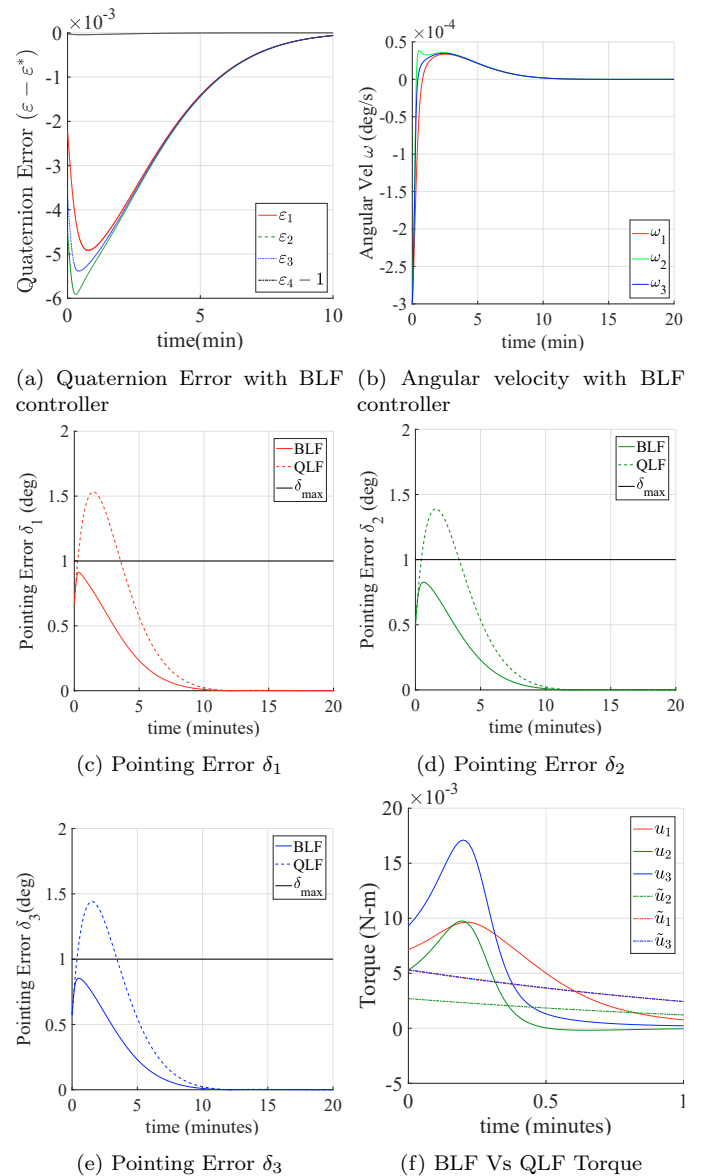 ×10⁻³
0
-1
-2
-3
-4
-5
-6
Quaternion Error (ε − ε*)
ε₁
ε₂
ε₃
ε₄ − 1
0 5 10
time(min)
×10⁻⁴
0.5
0
-0.5
-1
-1.5
-2
-2.5
-3
Angular Vel ω (deg/s)
ω₁
ω₂
ω₃
0 5 10 15 20
time (min)
(a) Quaternion Error with BLF controller
(b) Angular velocity with BLF controller
2
1.5
1
0.5
0
Pointing Error δ₁ (deg)
BLF
QLF
δmax
0 5 10 15 20
time (minutes)
(c) Pointing Error δ₁
2
1.5
1
0.5
0
Pointing Error δ₂ (deg)
BLF
QLF
δmax
0 5 10 15 20
time (minutes)
(d) Pointing Error δ₂
2
1.5
1
0.5
0
Pointing Error δ₃(deg)
BLF
QLF
δmax
0 5 10 15 20
time (minutes)
(e) Pointing Error δ₃
×10⁻³
20
15
10
5
0
-5
Torque (N-m)
u₁
u₂
u₃
ũ₂
ũ₁
ũ₃
0 0.5 1
time (minutes)
(f) BLF Vs QLF Torque